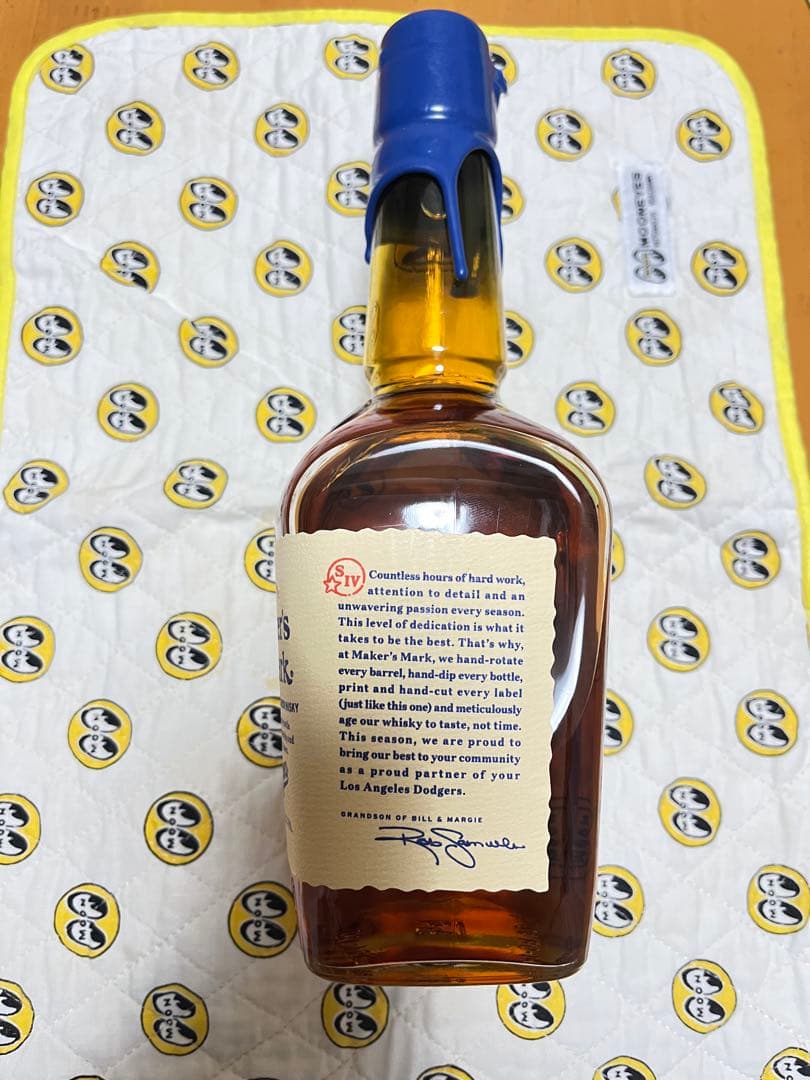 S IV
Countless hours of hard work,
attention to detail and an
unwavering passion every season.
This level of dedication is what it
takes to be the best. That's why,
at Maker's Mark, we hand-rotate
every barrel, hand-dip every bottle,
print and hand-cut every label
(just like this one) and meticulously
age our whisky to taste, not time.
This season, we are proud to
bring our best to your community
as a proud partner of your
Los Angeles Dodgers.
GRANDSON OF BILL & MARGIE
Rob Samuels
MOONEYES
MOON